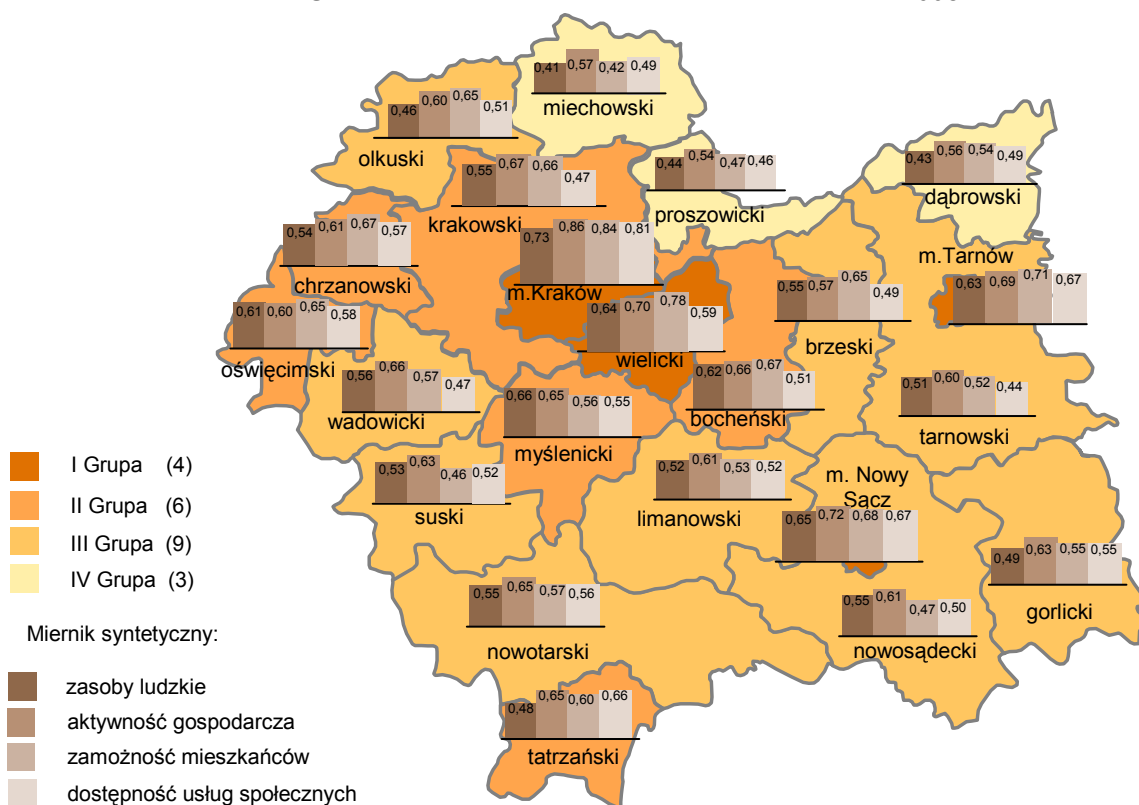 0,41 0,57 0,42 0,49
miechowski
0,46 0,60 0,65 0,51
olkuski
0,55 0,67 0,66 0,47
krakowski
0,44 0,54 0,47 0,46
proszowicki
0,43 0,56 0,54 0,49
dąbrowski
0,54 0,61 0,67 0,57
chrzanowski
0,73 0,86 0,84 0,81
m.Kraków
m.Tarnów
0,63 0,69 0,71 0,67
0,61 0,60 0,65 0,58
oświęcimski
0,64 0,70 0,78 0,59
wielicki
0,55 0,57 0,65 0,49
brzeski
0,56 0,66 0,57 0,47
wadowicki
0,66 0,65 0,56 0,55
myślenicki
0,62 0,66 0,67 0,51
bocheński
0,51 0,60 0,52 0,44
tarnowski
0,53 0,63 0,46 0,52
suski
0,52 0,61 0,53 0,52
limanowski
m. Nowy
Sącz
0,65 0,72 0,68 0,67
0,49 0,63 0,55 0,55
gorlicki
0,55 0,65 0,57 0,56
nowotarski
0,55 0,61 0,47 0,50
nowosądecki
0,48 0,65 0,60 0,66
tatrzański
I Grupa (4)
II Grupa (6)
III Grupa (9)
IV Grupa (3)
Miernik syntetyczny:
zasoby ludzkie
aktywność gospodarcza
zamożność mieszkańców
dostępność usług społecznych